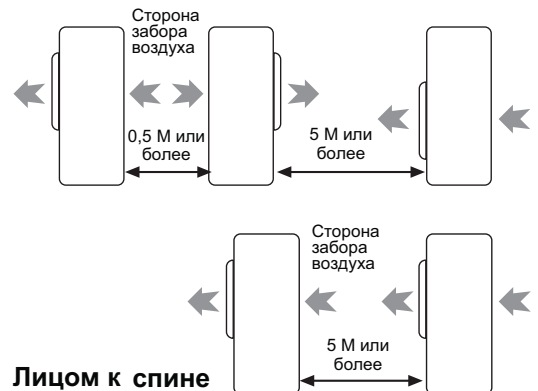 Сторона
забора
воздуха
0,5 М или
более
5 М или
более
Сторона
забора
воздуха
5 М или
более
Лицом к спине